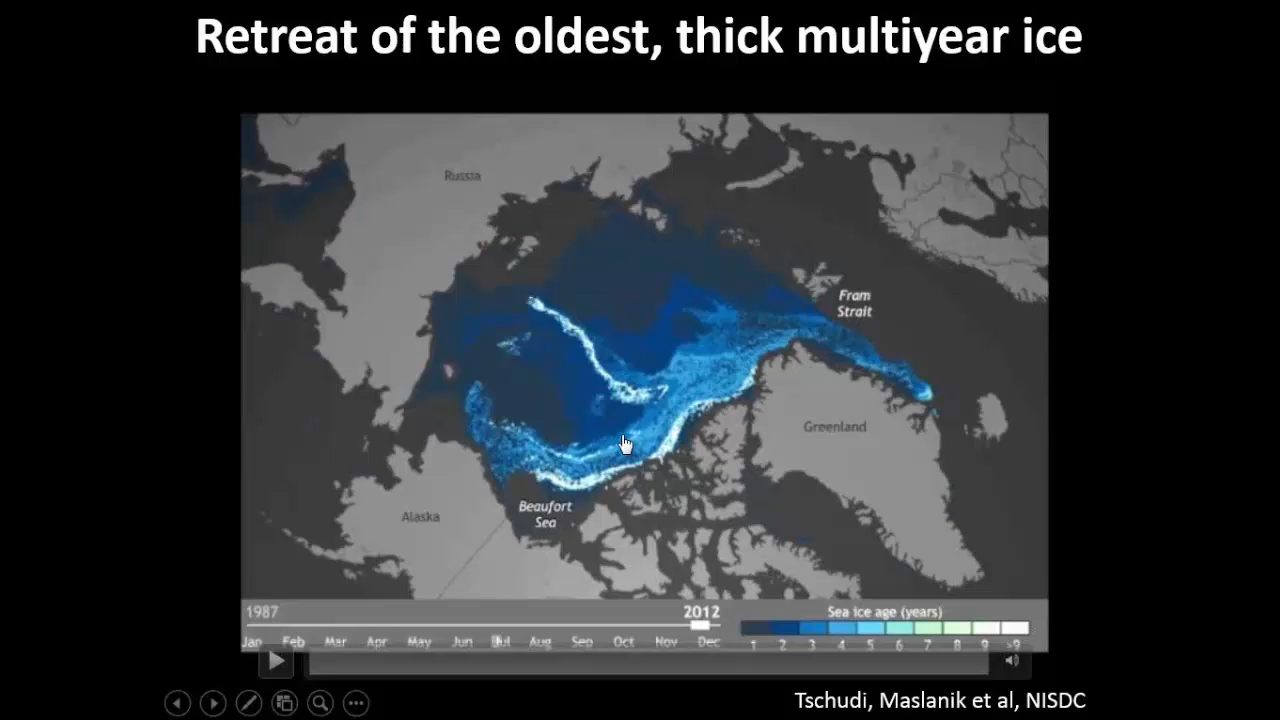 Retreat of the oldest, thick multiyear ice
Russia
Fram
Strait
Greenland
Beaufort
Sea
Alaska
1987
2012
Sea ice age (years)
Jan Feb Mar Apr May Jun Jul Aug Sep Oct Nov Dec
1 2 3 4 5 6 7 8 9 >9
Tschudi, Maslanik et al, NISDC